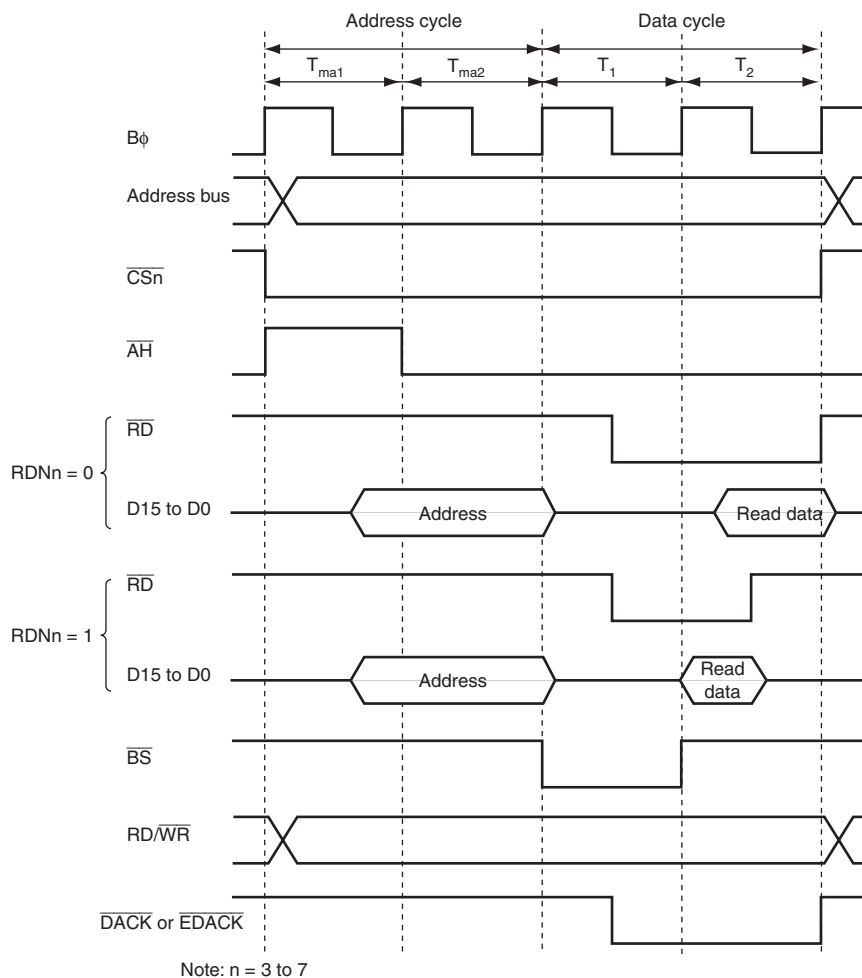 Address cycle Data cycle
Tma1 Tma2 T1 T2
Bφ
Address bus
CSn
AH
RD
RDNn = 0
D15 to D0 Address Read data
RD
RDNn = 1
D15 to D0 Address Read
data
BS
RD/WR
DACK or EDACK
Note: n = 3 to 7